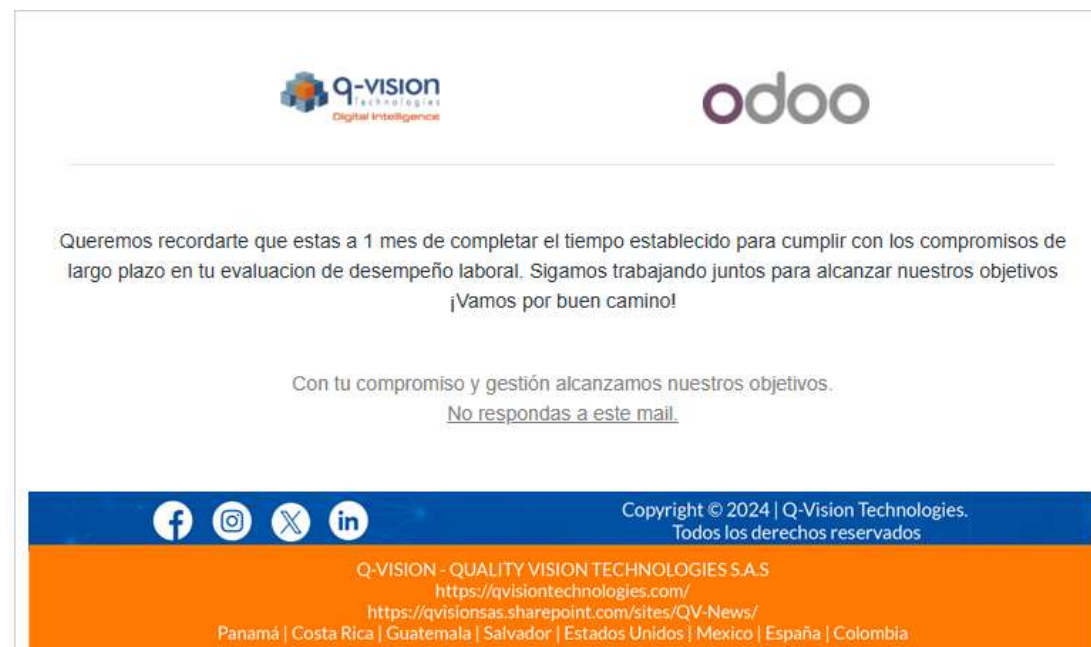 q-vision
Technologies
Digital Intelligence
odoo
Queremos recordarte que estas a 1 mes de completar el tiempo establecido para cumplir con los compromisos de
largo plazo en tu evaluacion de desempeño laboral. Sigamos trabajando juntos para alcanzar nuestros objetivos
¡Vamos por buen camino!
Con tu compromiso y gestión alcanzamos nuestros objetivos.
No respondas a este mail.
Copyright © 2024 | Q-Vision Technologies.
Todos los derechos reservados
Q-VISION - QUALITY VISION TECHNOLOGIES S.A.S
https://qvisiontechnologies.com/
https://qvisionsas.sharepoint.com/sites/QV-News/
Panamá | Costa Rica | Guatemala | Salvador | Estados Unidos | Mexico | España | Colombia